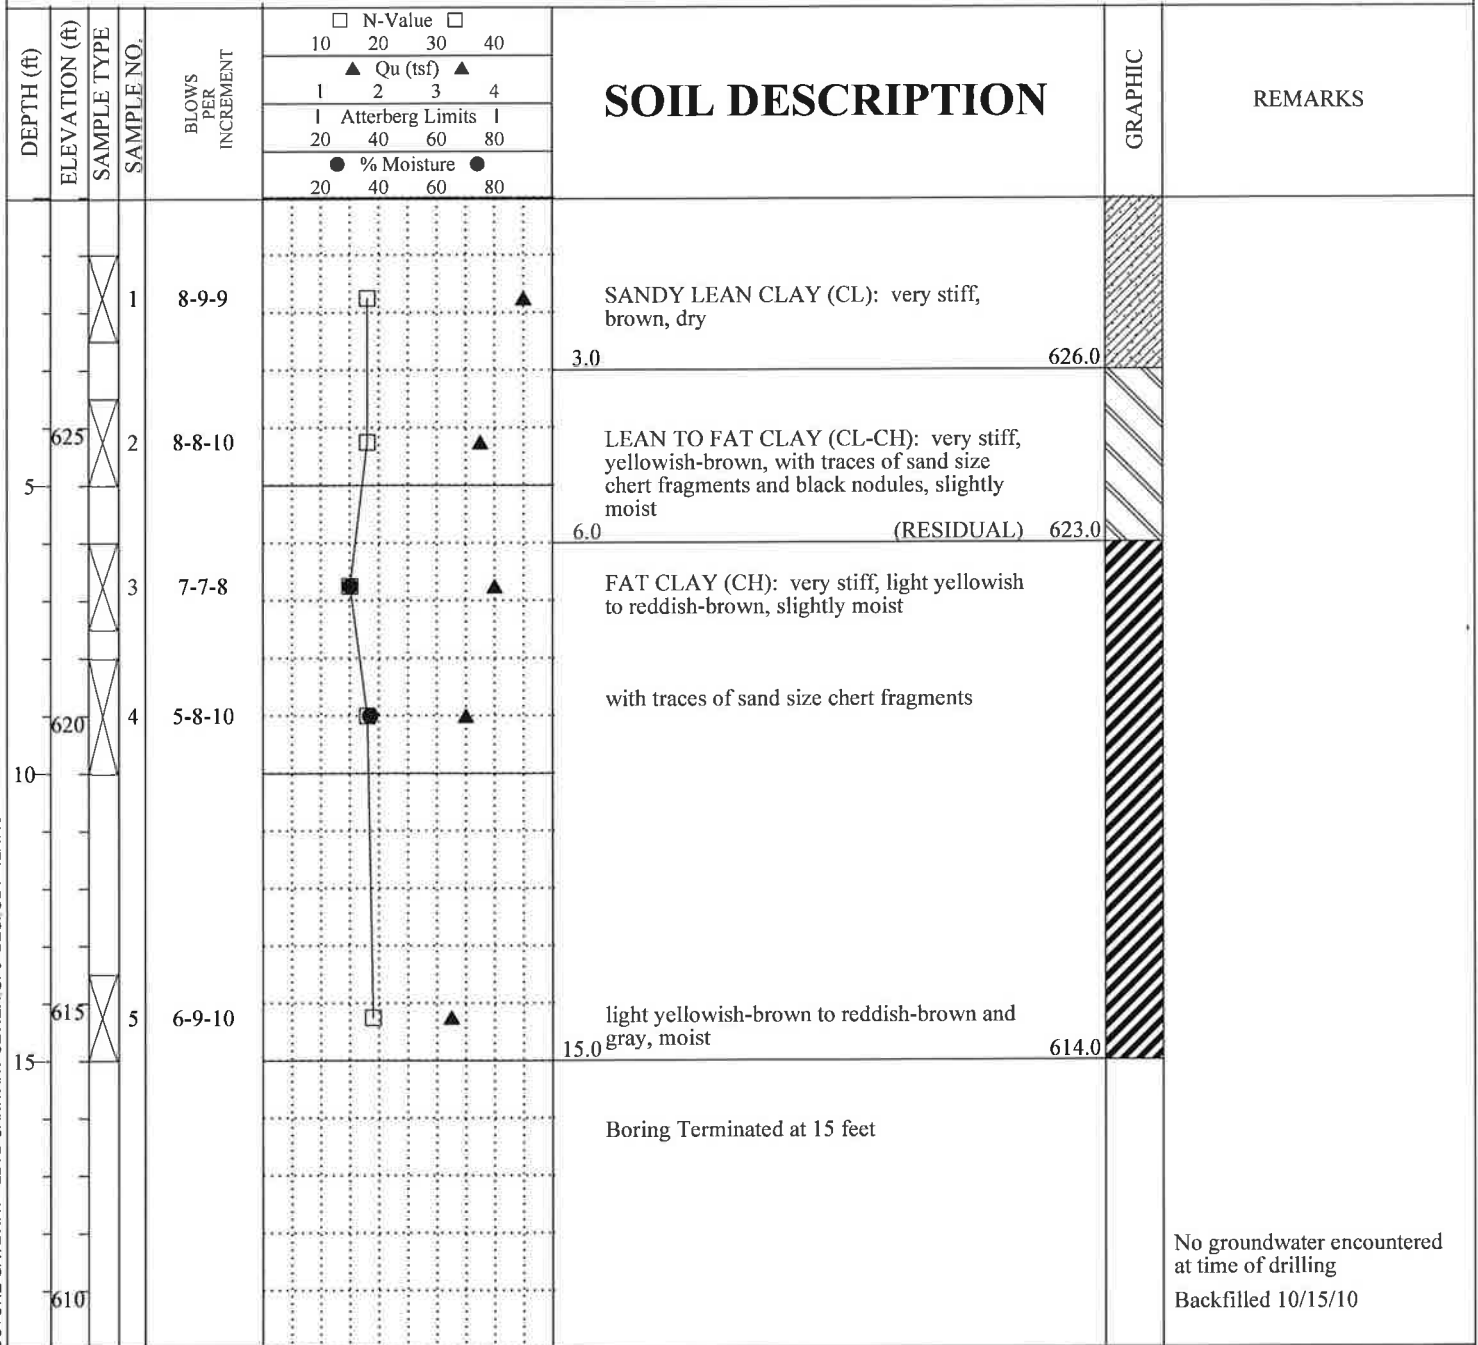 DEPTH (ft)
ELEVATION (ft)
SAMPLE TYPE
SAMPLE NO.
BLOWS
PER
INCREMENT
□ N-Value □
10 20 30 40
▲ Qu (tsf) ▲
1 2 3 4
| Atterberg Limits |
20 40 60 80
● % Moisture ●
20 40 60 80
SOIL DESCRIPTION
GRAPHIC
REMARKS
1 8-9-9
SANDY LEAN CLAY (CL): very stiff,
brown, dry
3.0 626.0
625 2 8-8-10
LEAN TO FAT CLAY (CL-CH): very stiff,
yellowish-brown, with traces of sand size
chert fragments and black nodules, slightly
moist
5
6.0 (RESIDUAL) 623.0
3 7-7-8
FAT CLAY (CH): very stiff, light yellowish
to reddish-brown, slightly moist
with traces of sand size chert fragments
620 4 5-8-10
10
615 5 6-9-10
light yellowish-brown to reddish-brown and
gray, moist
15.0 614.0
15
Boring Terminated at 15 feet
No groundwater encountered
at time of drilling
610
Backfilled 10/15/10